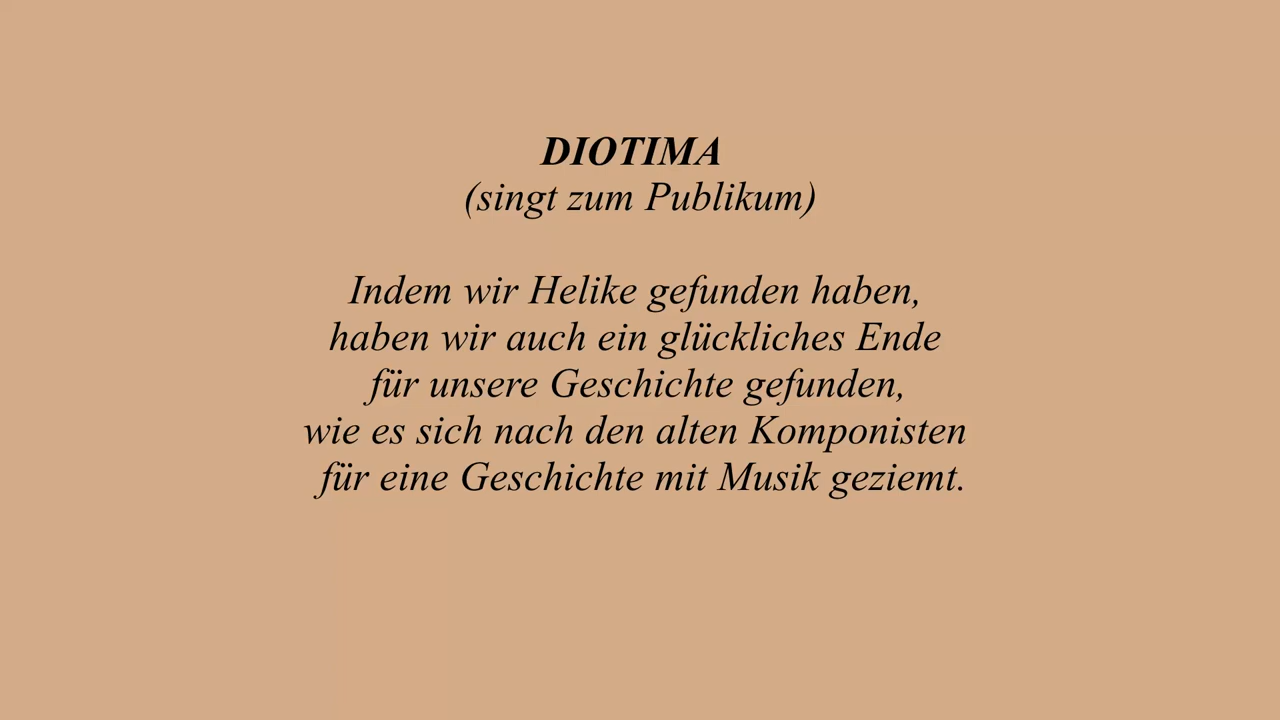 DIOTIMA
(singt zum Publikum)
Indem wir Helike gefunden haben,
haben wir auch ein glückliches Ende
für unsere Geschichte gefunden,
wie es sich nach den alten Komponisten
für eine Geschichte mit Musik geziemt.